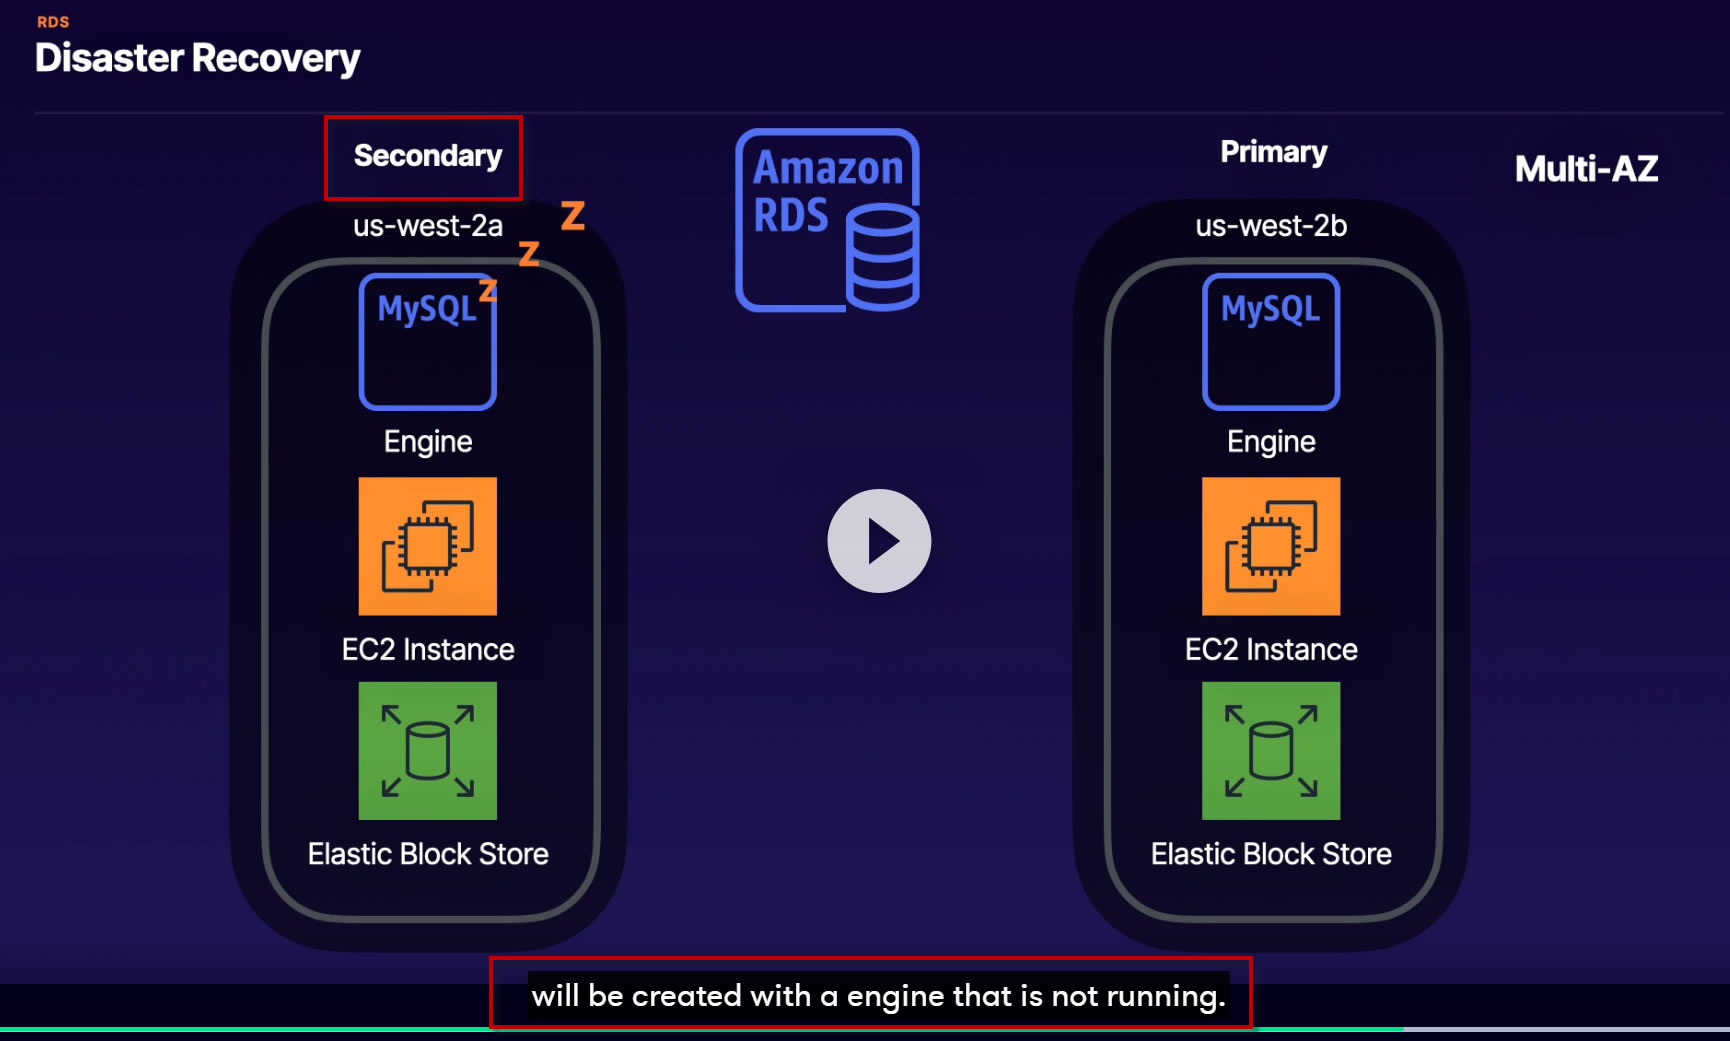 RDS
Disaster Recovery
Secondary
us-west-2a
z
z
z
MySQL
Engine
EC2 Instance
Elastic Block Store
Amazon
RDS
Primary
us-west-2b
MySQL
Engine
EC2 Instance
Elastic Block Store
Multi-AZ
will be created with a engine that is not running.